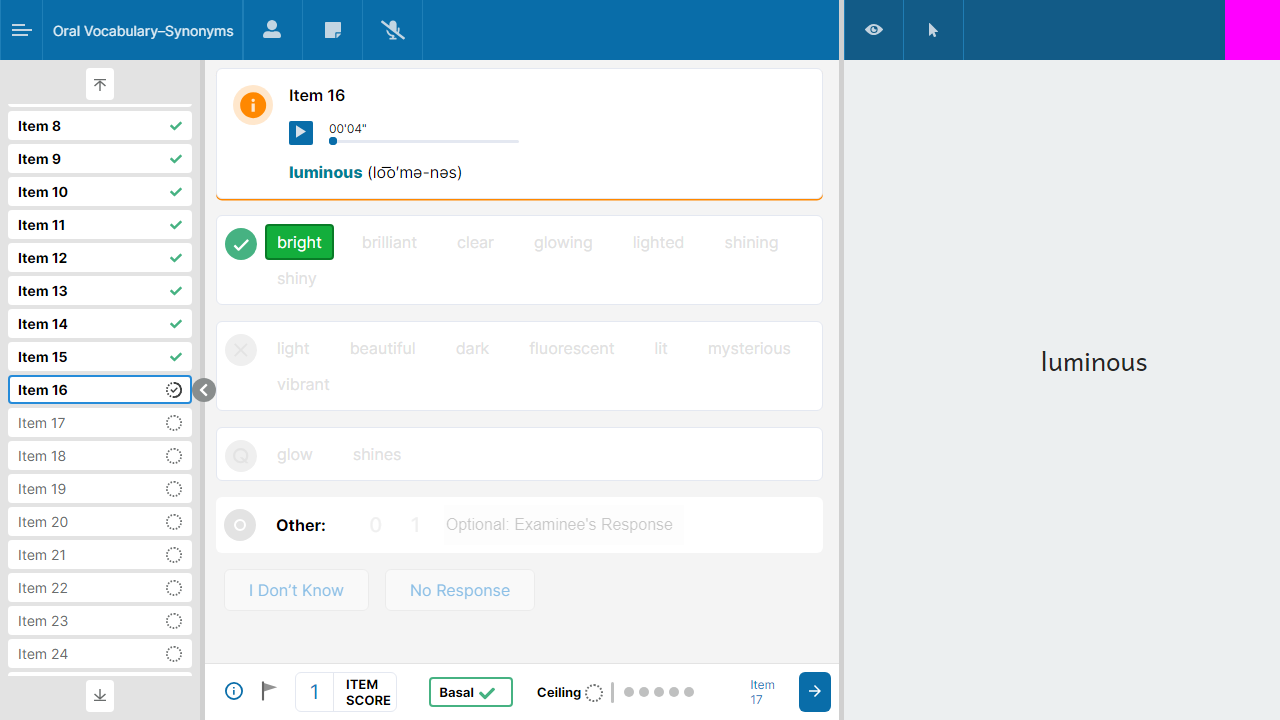 Oral Vocabulary–Synonyms
Item 8
Item 9
Item 10
Item 11
Item 12
Item 13
Item 14
Item 15
Item 16
Item 17
Item 18
Item 19
Item 20
Item 21
Item 22
Item 23
Item 24
Item 16
00'04"
luminous (lo͞o′mə-nəs)
bright brilliant clear glowing lighted shining
shiny
light beautiful dark fluorescent lit mysterious
vibrant
Q glow shines
Other: 0 1 Optional: Examinee's Response
I Don't Know No Response
1 ITEM
SCORE
Basal
Ceiling
Item
17
luminous